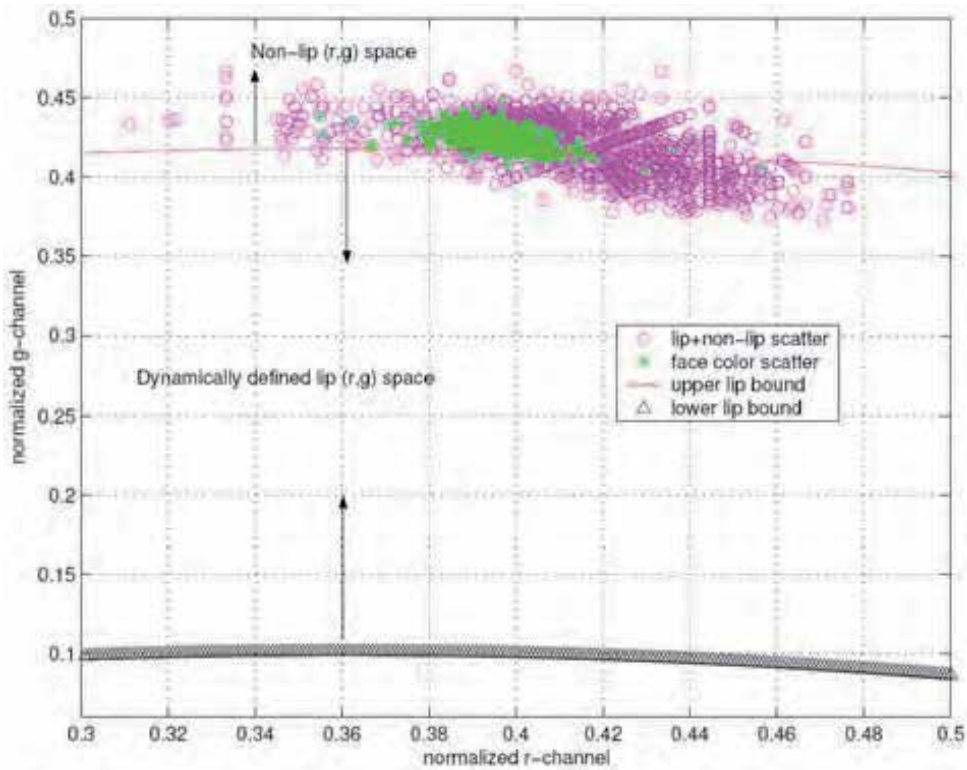 0.5
Non-lip (r,g) space
0.45
0.4
0.35
0.3
lip+non-lip scatter
face color scatter
upper lip bound
lower lip bound
Dynamically defined lip (r,g) space
0.25
0.2
0.15
0.1
normalized g-channel
0.3 0.32 0.34 0.36 0.38 0.4 0.42 0.44 0.46 0.48 0.5
normalized r-channel